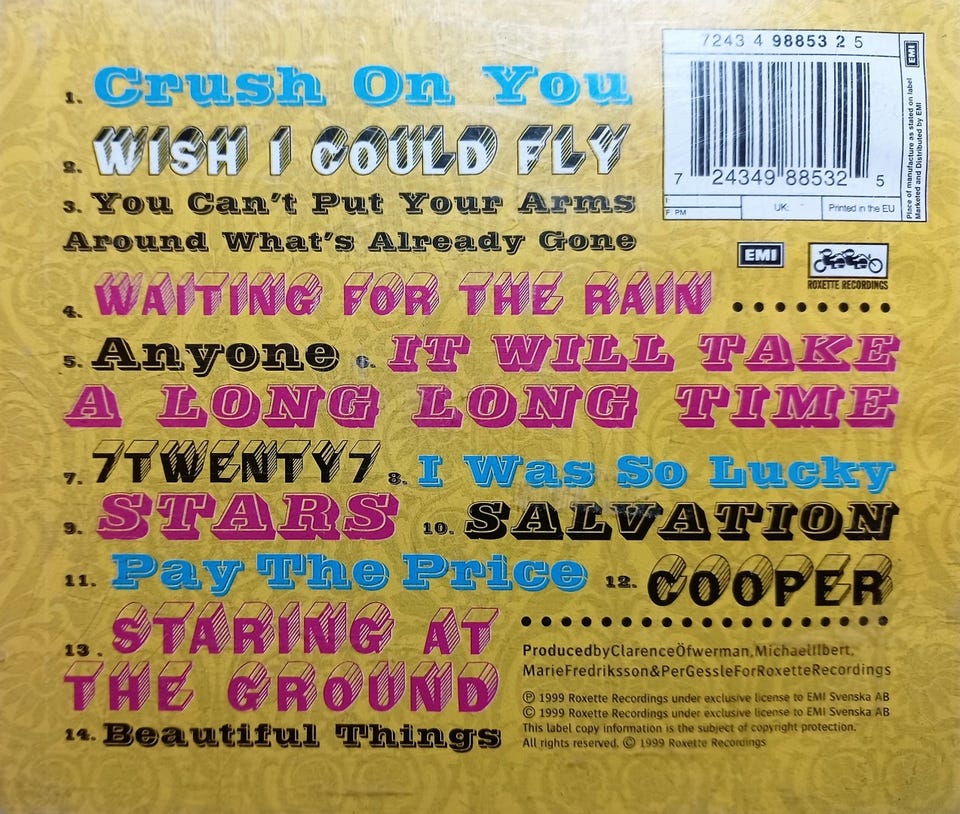 7243 4 98853 2 5
EMI
7 24349 88532 5
F: PM
UK:
Printed in the EU
Place of manufacture as stated on label
Marketed and Distributed by EMI
1. Crush On You
2. WISH I COULD FLY
3. You Can't Put Your Arms
Around What's Already Gone
EMI
ROXETTE RECORDINGS
4. WAITING FOR THE RAIN
5. Anyone 6. IT WILL TAKE
A LONG LONG TIME
7. 7TWENTY7 8. I Was So Lucky
9. STARS 10. SALVATION
11. Pay The Price 12. COOPER
13. STARING AT
THE GROUND
14. Beautiful Things
ProducedbyClarenceÖfwerman,MichaelIlbert,
MarieFredriksson&PerGessleForRoxetteRecordings
℗ 1999 Roxette Recordings under exclusive license to EMI Svenska AB
© 1999 Roxette Recordings under exclusive license to EMI Svenska AB
This label copy information is the subject of copyright protection.
All rights reserved. © 1999 Roxette Recordings